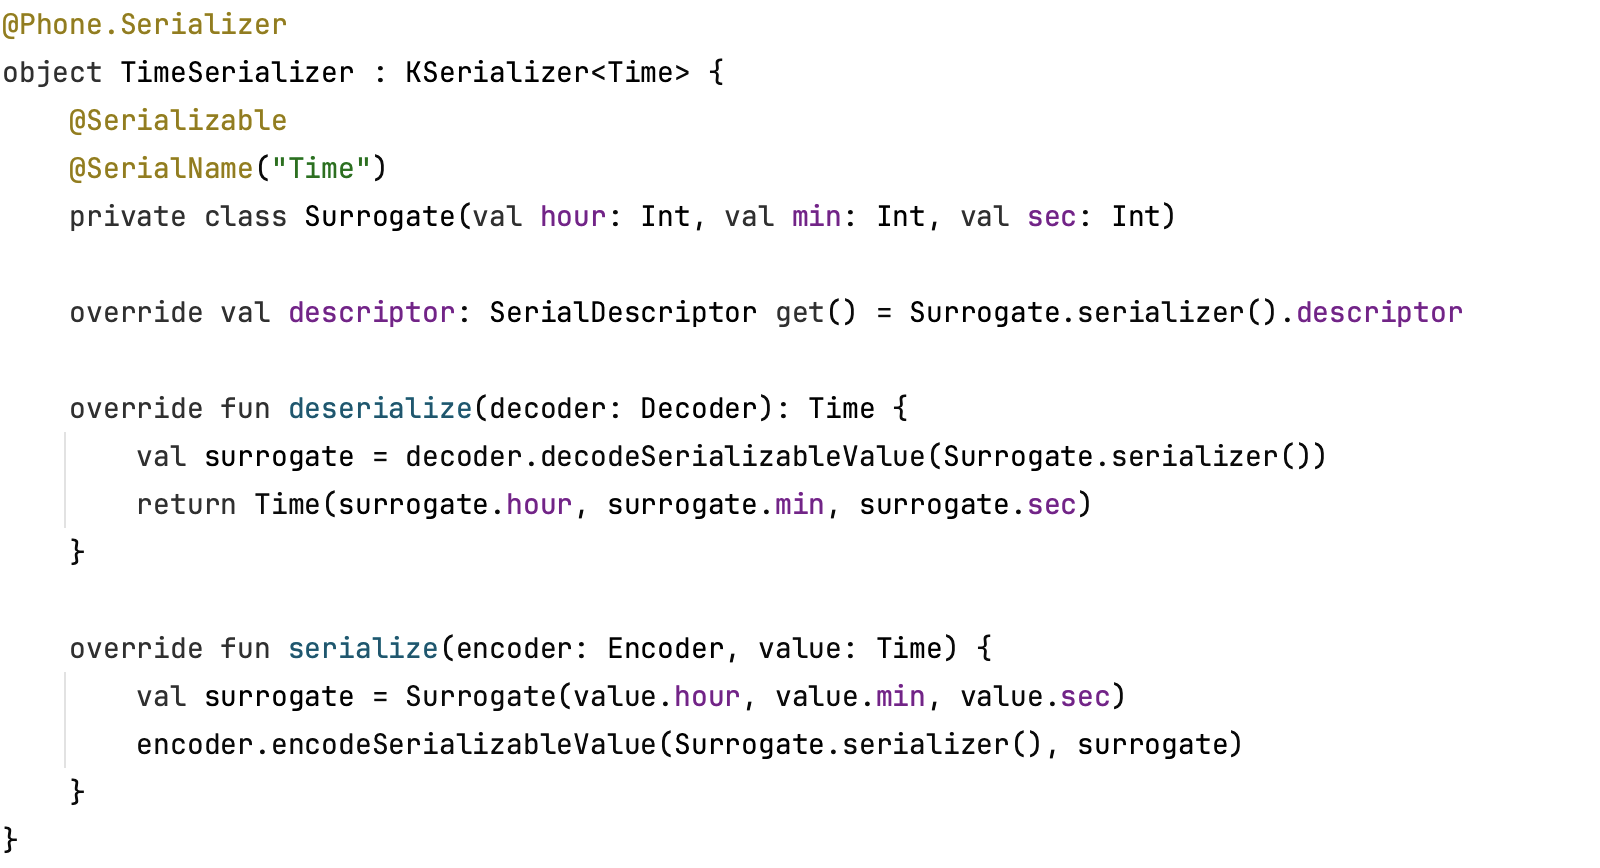 @Phone.Serializer
object TimeSerializer : KSerializer<Time> {
    @Serializable
    @SerialName("Time")
    private class Surrogate(val hour: Int, val min: Int, val sec: Int)

    override val descriptor: SerialDescriptor get() = Surrogate.serializer().descriptor

    override fun deserialize(decoder: Decoder): Time {
        val surrogate = decoder.decodeSerializableValue(Surrogate.serializer())
        return Time(surrogate.hour, surrogate.min, surrogate.sec)
    }

    override fun serialize(encoder: Encoder, value: Time) {
        val surrogate = Surrogate(value.hour, value.min, value.sec)
        encoder.encodeSerializableValue(Surrogate.serializer(), surrogate)
    }
}